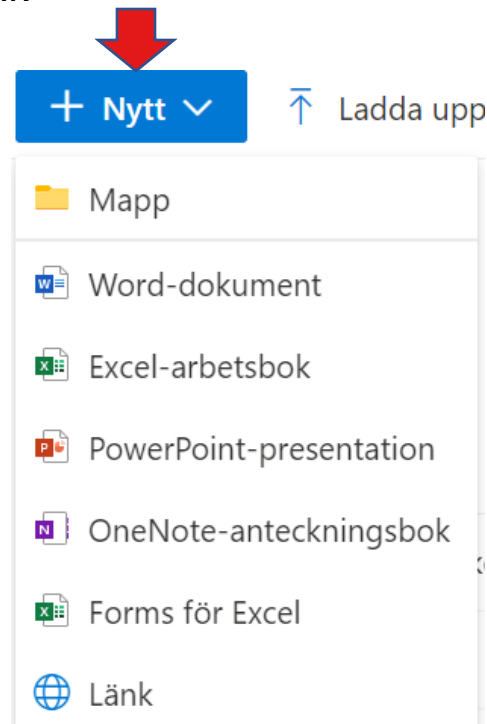 Nytt
Ladda upp
Mapp
Word-dokument
Excel-arbetsbok
PowerPoint-presentation
OneNote-anteckningsbok
Forms för Excel
Länk